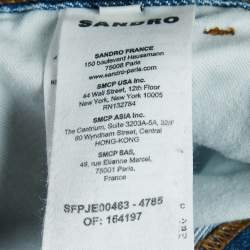 SANDRO
SANDRO FRANCE
150 boulevard Haussmann
75008 Paris
www.sandro-paris.com
SMCP USA Inc.
44 Wall Street, 12th Floor
New York, New York 10005
RN132784
SMCP ASIA Inc.
The Centrium, Suite 3203A-5A, 32/F
60 Wyndham Street, Central
HONG-KONG
SMCP SAS,
49, rue Etienne Marcel,
75001 Paris
FRANCE
SFPJE00463 - 4785
OF: 164197